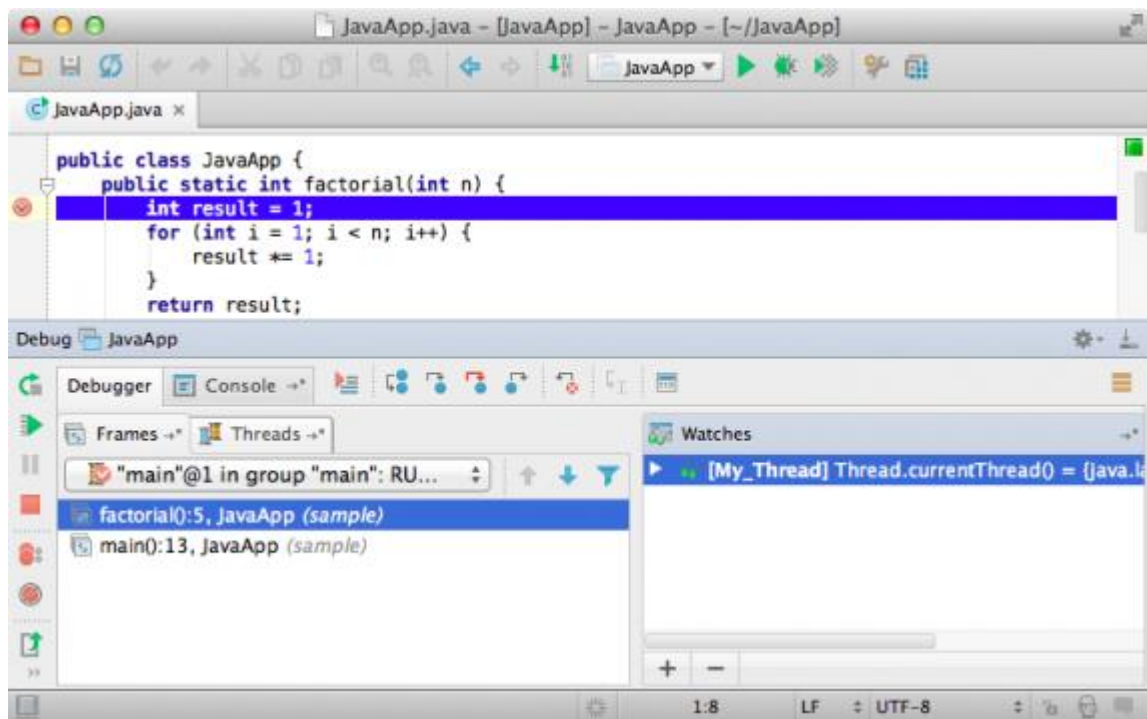 JavaApp.java – [JavaApp] – JavaApp – [~/JavaApp]
JavaApp
JavaApp.java
public class JavaApp {
public static int factorial(int n) {
int result = 1;
for (int i = 1; i < n; i++) {
result *= 1;
}
return result;
Debug JavaApp
Debugger Console
Frames Threads
Watches
"main"@1 in group "main": RU...
[My_Thread] Thread.currentThread() = {java.la
factorial():5, JavaApp (sample)
main():13, JavaApp (sample)
1:8 LF UTF-8